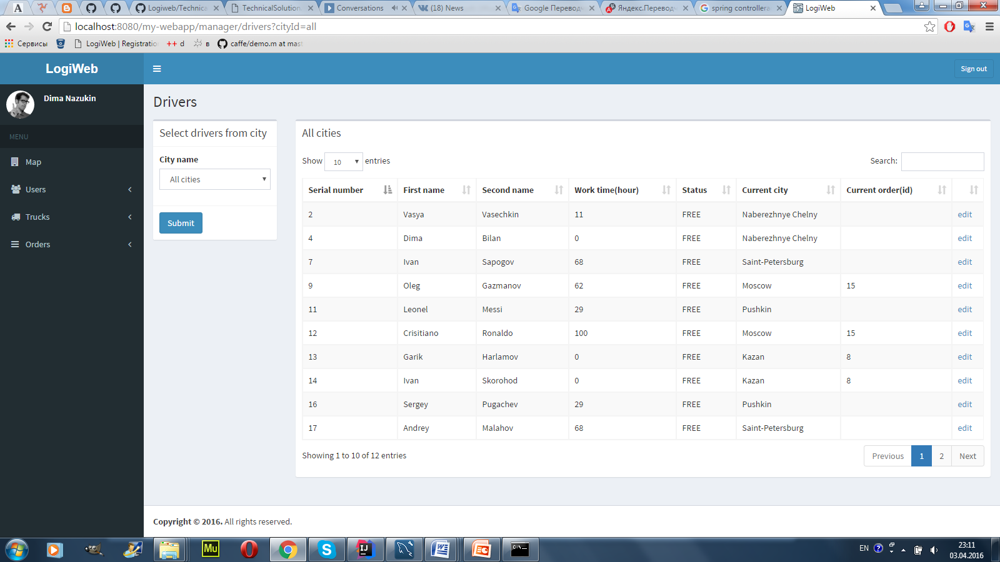 Logiweb/Technica
TechnicalSolution
Conversations
(18) News
Google Перевод
Яндекс.Перевод
spring controller
LogiWeb
localhost:8080/my-webapp/manager/drivers?cityId=all
Сервисы
LogiWeb | Registratio
++ d
в
caffe/demo.m at mast
LogiWeb
Sign out
Dima Nazukin
MENU
Map
Users
Trucks
Orders
Drivers
Select drivers from city
City name
All cities
Submit
All cities
Show 10 entries
Search:
Serial number First name Second name Work time(hour) Status Current city Current order(id)
2 Vasya Vasechkin 11 FREE Naberezhnye Chelny edit
4 Dima Bilan 0 FREE Naberezhnye Chelny edit
7 Ivan Sapogov 68 FREE Saint-Petersburg edit
9 Oleg Gazmanov 62 FREE Moscow 15 edit
11 Leonel Messi 29 FREE Pushkin edit
12 Crisitiano Ronaldo 100 FREE Moscow 15 edit
13 Garik Harlamov 0 FREE Kazan 8 edit
14 Ivan Skorohod 0 FREE Kazan 8 edit
16 Sergey Pugachev 29 FREE Pushkin edit
17 Andrey Malahov 68 FREE Saint-Petersburg edit
Showing 1 to 10 of 12 entries
Previous 1 2 Next
Copyright © 2016. All rights reserved.
Mu
IJ
EN
23:11
03.04.2016